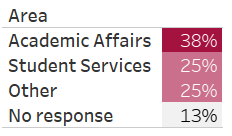 Area
Academic Affairs 38%
Student Services 25%
Other 25%
No response 13%